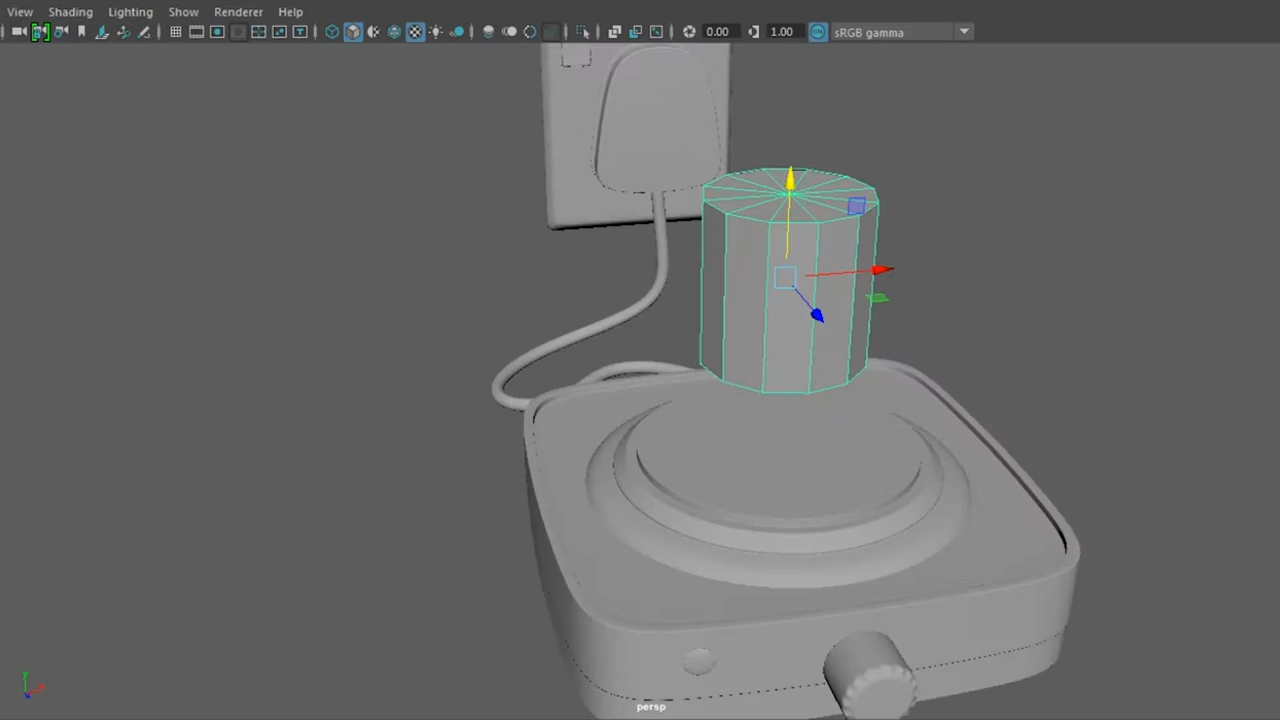 View Shading Lighting Show Renderer Help
0.00 1.00 sRGB gamma
persp